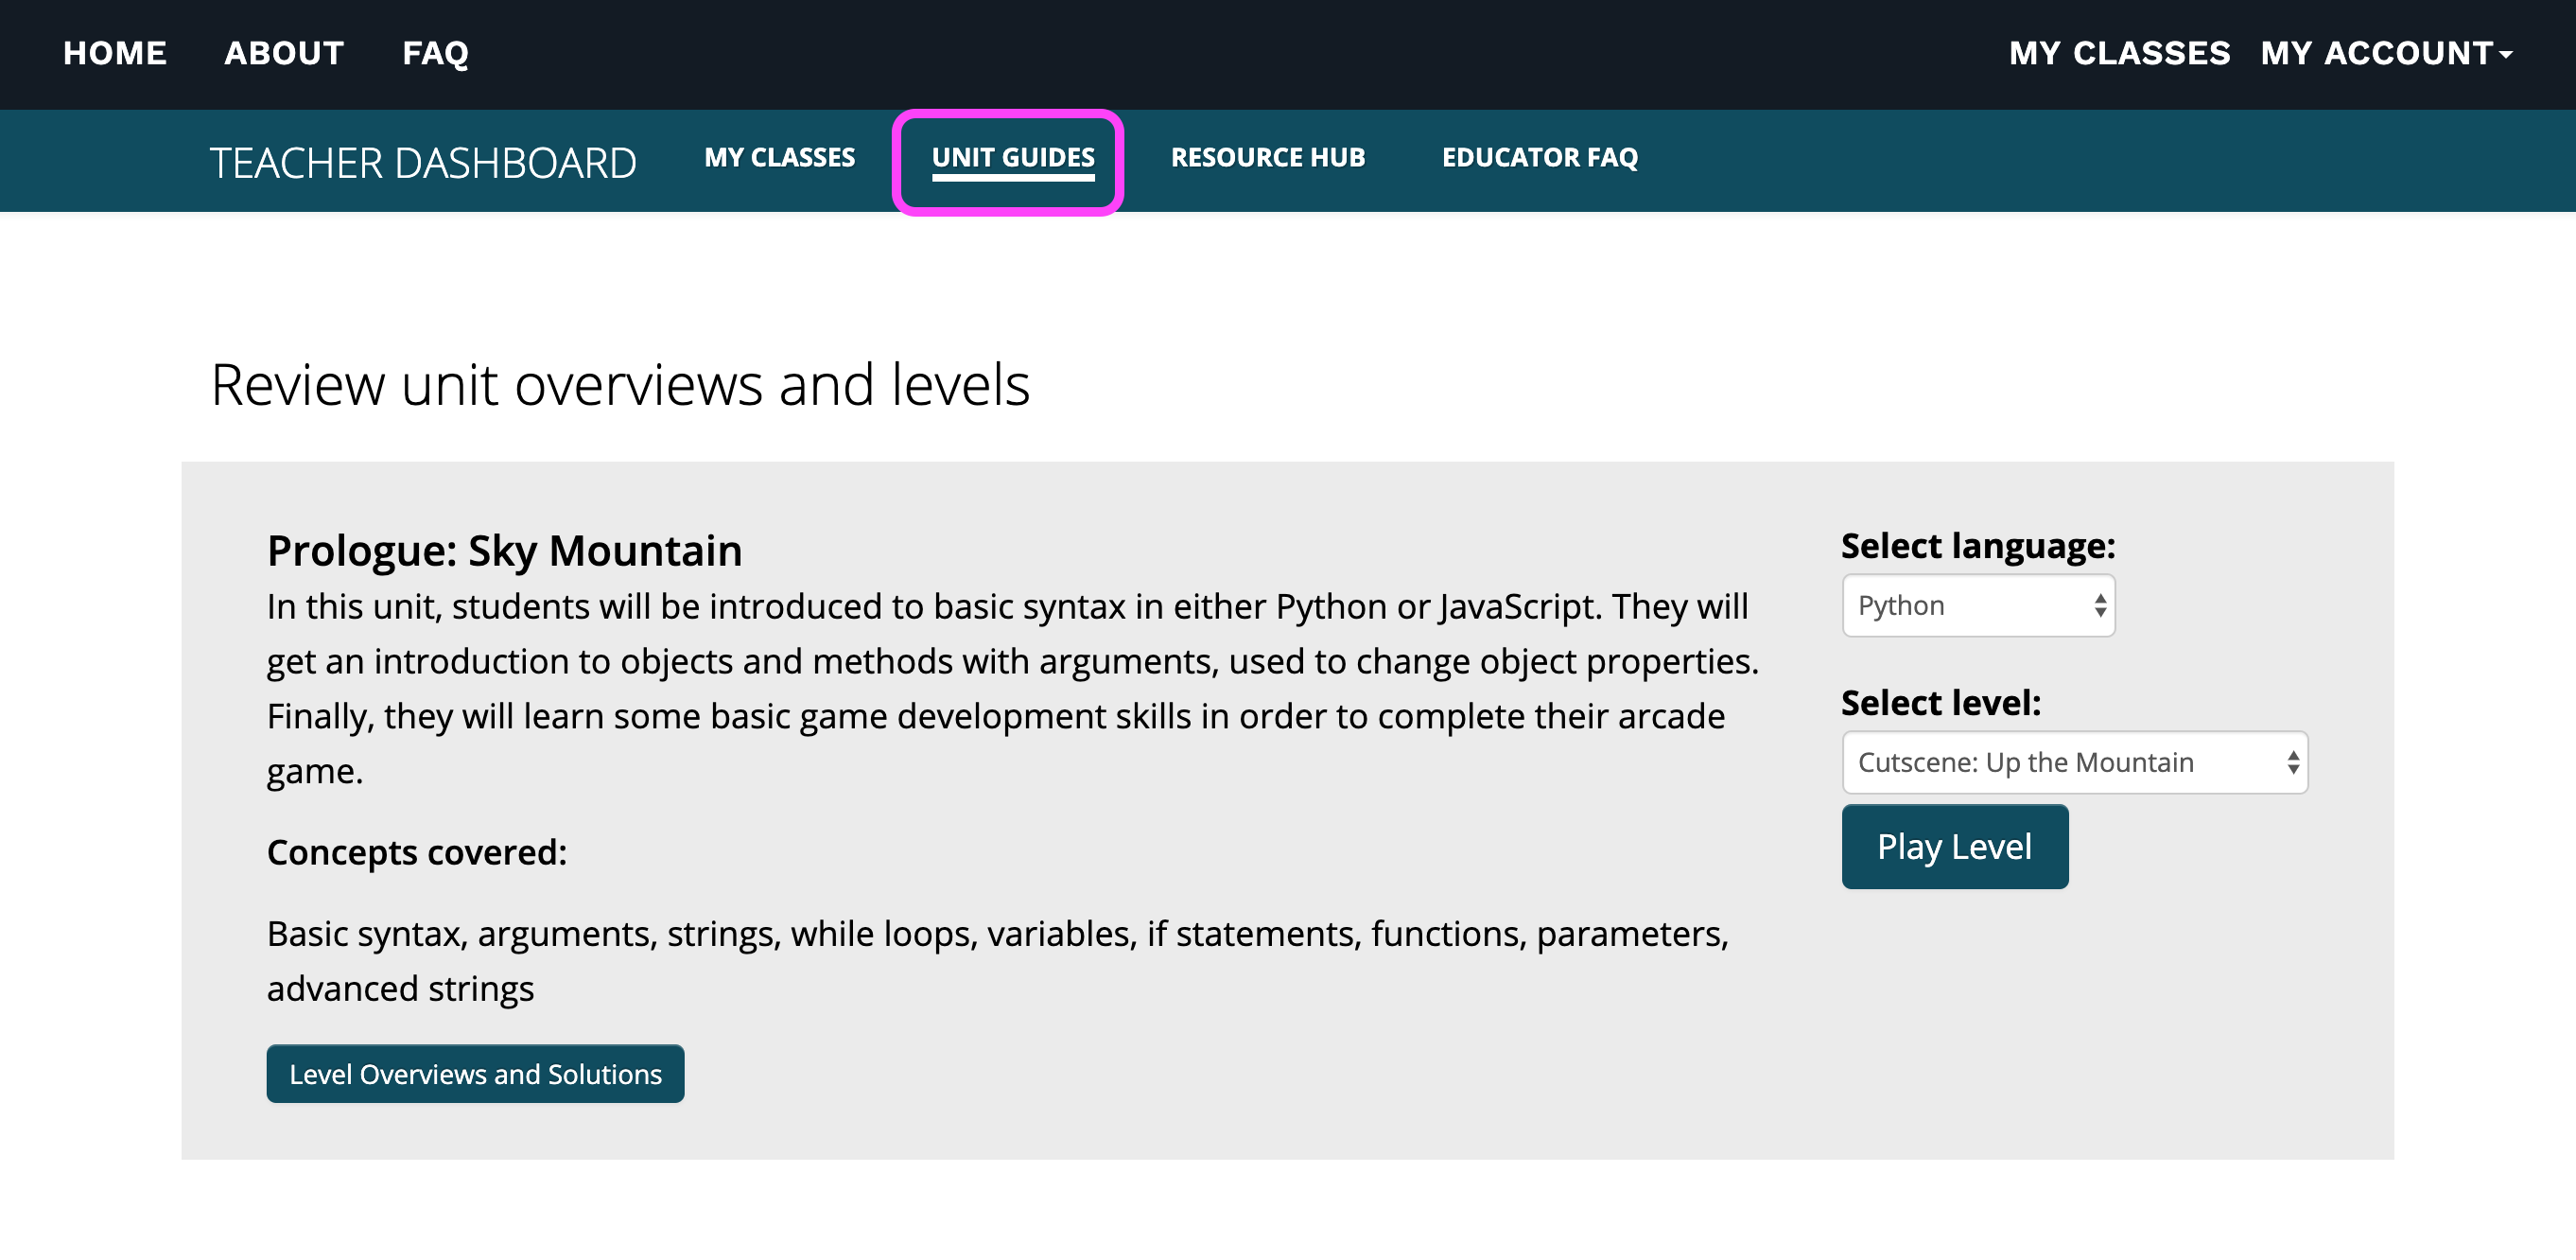 HOME ABOUT FAQ MY CLASSES MY ACCOUNT
TEACHER DASHBOARD MY CLASSES UNIT GUIDES RESOURCE HUB EDUCATOR FAQ
Review unit overviews and levels
Prologue: Sky Mountain
In this unit, students will be introduced to basic syntax in either Python or JavaScript. They will
get an introduction to objects and methods with arguments, used to change object properties.
Finally, they will learn some basic game development skills in order to complete their arcade
game.
Concepts covered:
Basic syntax, arguments, strings, while loops, variables, if statements, functions, parameters,
advanced strings
Level Overviews and Solutions
Select language:
Python
Select level:
Cutscene: Up the Mountain
Play Level